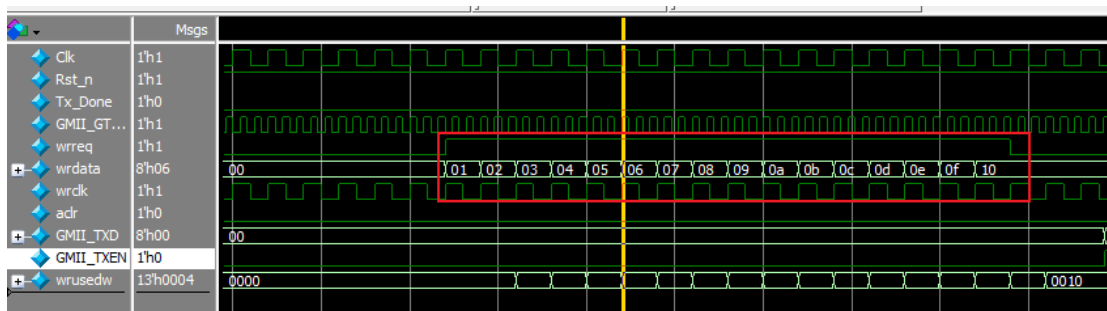 Msgs
Clk 1'h1
Rst_n 1'h1
Tx_Done 1'h0
GMII_GT... 1'h1
wrreq 1'h1
wrdata 8'h06 00 01 02 03 04 05 06 07 08 09 0a 0b 0c 0d 0e 0f 10
wrclk 1'h1
aclr 1'h0
GMII_TXD 8'h00 00
GMII_TXEN 1'h0
wrusedw 13'h0004 0000 0010